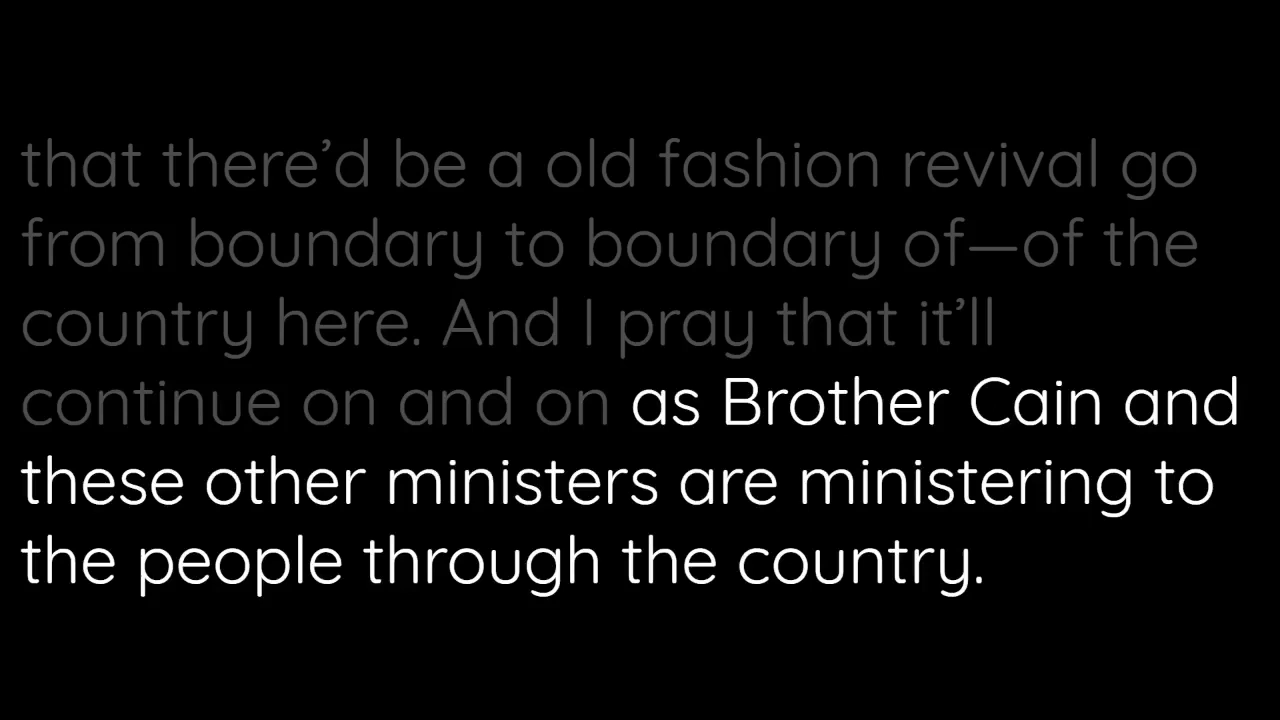 that there’d be a old fashion revival go
from boundary to boundary of—of the
country here. And I pray that it’ll
continue on and on as Brother Cain and
these other ministers are ministering to
the people through the country.